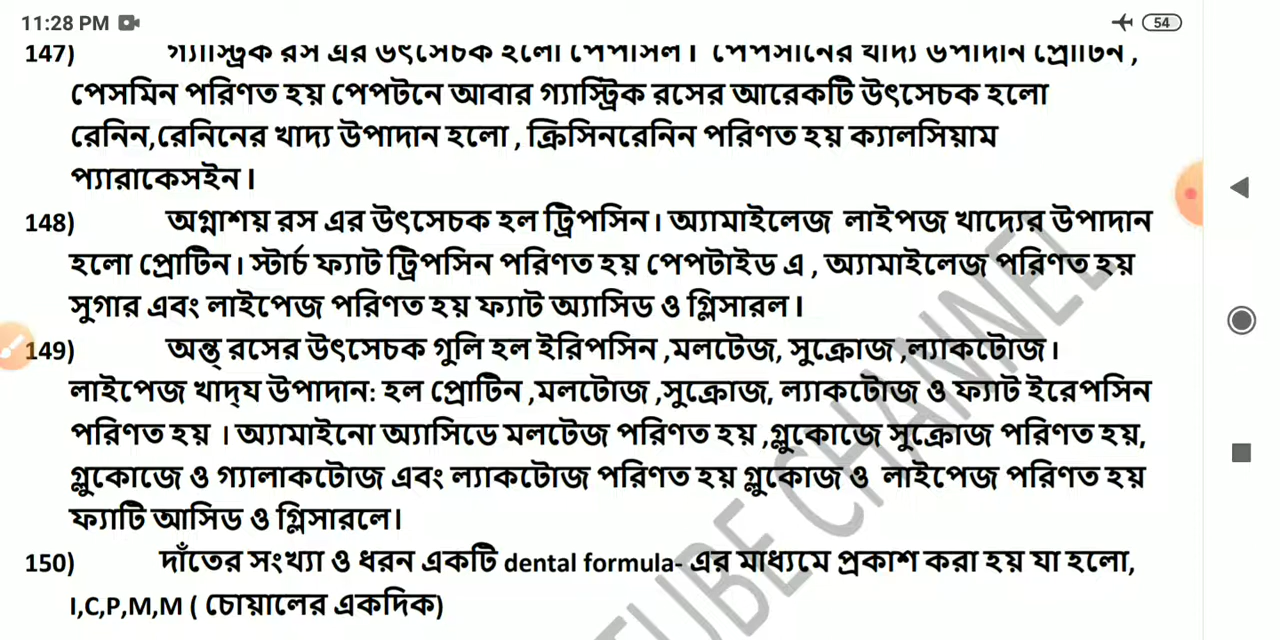 11:28 PM
54
147) গ্যাস্ট্রিক রস এর উৎসেচক হলো পেপসিল। পেপসানের খাদ্য উপাদান প্রোটিন,
পেসমিন পরিণত হয় পেপটনে আবার গ্যাস্ট্রিক রসের আরেকটি উৎসেচক হলো
রেনিন,রেনিনের খাদ্য উপাদান হলো, ক্রিসিনরেনিন পরিণত হয় ক্যালসিয়াম
প্যারাকেসইন।
148) অগ্নাশয় রস এর উৎসেচক হল ট্রিপসিন। অ্যামাইলেজ লাইপজ খাদ্যের উপাদান
হলো প্রোটিন। স্টার্চ ফ্যাট ট্রিপসিন পরিণত হয় পেপটাইড এ, অ্যামাইলেজ পরিণত হয়
সুগার এবং লাইপেজ পরিণত হয় ফ্যাট অ্যাসিড ও গ্লিসারল।
149) অন্ত্ রসের উৎসেচক গুলি হল ইরিপসিন ,মলটেজ, সুক্রোজ ,ল্যাকটোজ।
লাইপেজ খাদ্‌য উপাদান: হল প্রোটিন ,মলটোজ ,সুক্রোজ, ল্যাকটোজ ও ফ্যাট ইরেপসিন
পরিণত হয় । অ্যামাইনো অ্যাসিডে মলটেজ পরিণত হয় ,গ্লুকোজে সুক্রোজ পরিণত হয়,
গ্লুকোজে ও গ্যালাকটোজ এবং ল্যাকটোজ পরিণত হয় গ্লুকোজ ও লাইপেজ পরিণত হয়
ফ্যাটি আসিড ও গ্লিসারলে।
150) দাঁতের সংখ্যা ও ধরন একটি dental formula- এর মাধ্যমে প্রকাশ করা হয় যা হলো,
I,C,P,M,M ( চোয়ালের একদিক)
TUBE CHANNEL